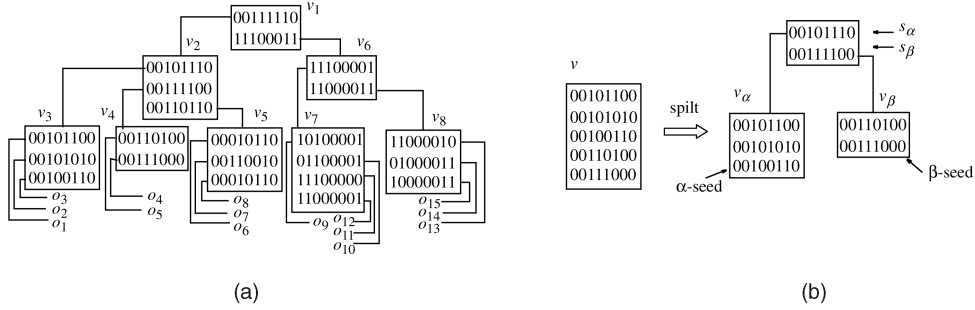 v1
00111110
11100011
v2
00101110
00111100
00110110
v6
11100001
11000011
v3
00101100
00101010
00100110
v4
00110100
00111000
v5
00010110
00110010
00010110
v7
10100001
01100001
11100000
11000001
v8
11000010
01000011
10000011
o3
o2
o1
o4
o5
o8
o7
o6
o9
o12
o11
o10
o15
o14
o13
(a)
v
00101100
00101010
00100110
00110100
00111000
spilt
00101110
00111100
sα
sβ
vα
00101100
00101010
00100110
α-seed
vβ
00110100
00111000
β-seed
(b)